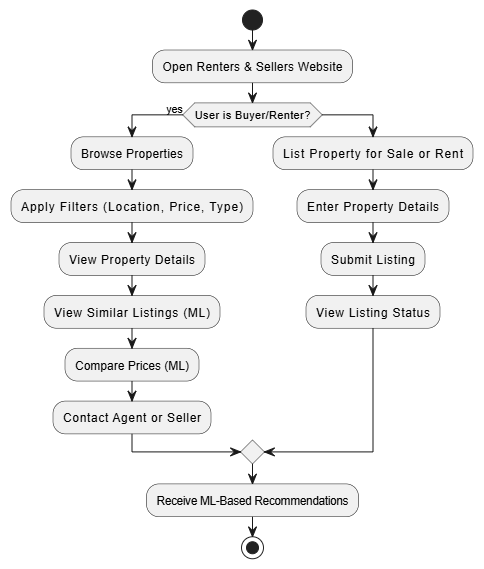 Open Renters & Sellers Website
yes
User is Buyer/Renter?
Browse Properties
List Property for Sale or Rent
Apply Filters (Location, Price, Type)
Enter Property Details
View Property Details
Submit Listing
View Similar Listings (ML)
View Listing Status
Compare Prices (ML)
Contact Agent or Seller
Receive ML-Based Recommendations